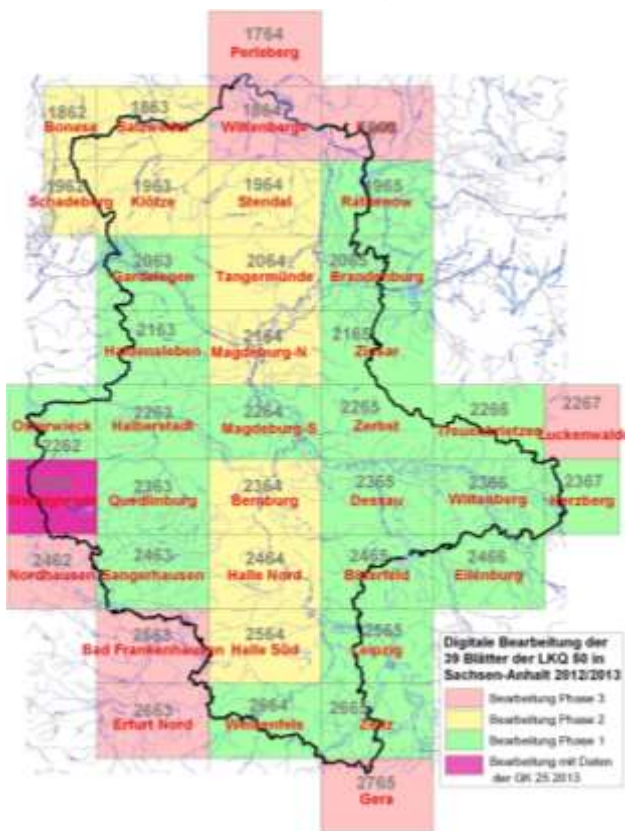 1764
Perleberg
1862
Bonese
1863
Salzwedel
1864
Wittenberge
1962
Schadeberg
1963
Klötze
1964
Stendal
1965
Rathenow
2063
Gardelegen
2064
Tangermünde
2065
Brandenburg
2163
Haldensleben
2164
Magdeburg-N
2165
Ziesar
Osterwieck
2262
2263
Halberstadt
2264
Magdeburg-S
2265
Zerbst
2266
Treuenbrietzen
2267
Luckenwalde
2363
Quedlinburg
2364
Bernburg
2365
Dessau
2366
Wittenberg
2367
Herzberg
2462
Nordhausen
2463
Sangerhausen
2464
Halle Nord
2465
Bitterfeld
2466
Eilenburg
2563
Bad Frankenhausen
2564
Halle Süd
2565
Leipzig
2663
Erfurt Nord
2664
Weißenfels
2665
Zeitz
2765
Gera
Digitale Bearbeitung der
39 Blätter der LKQ 50 in
Sachsen-Anhalt 2012/2013
Bearbeitung Phase 3
Bearbeitung Phase 2
Bearbeitung Phase 1
Bearbeitung mit Daten
der GK 25 2013